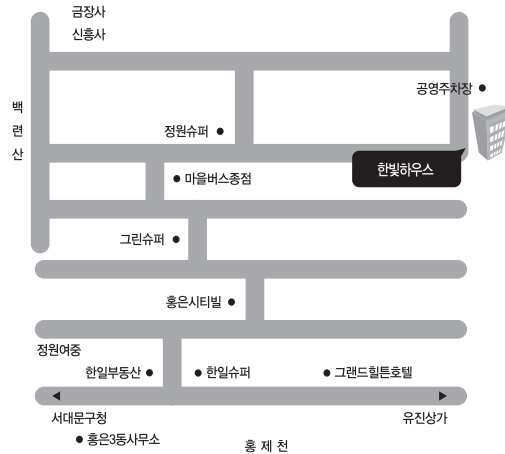 금장사
신흥사
공영주차장
백
련
산
정원슈퍼
한빛하우스
마을버스종점
그린슈퍼
홍은시티빌
정원여중
한일부동산
한일슈퍼
그랜드힐튼호텔
서대문구청
유진상가
홍은3동사무소
홍 제 천